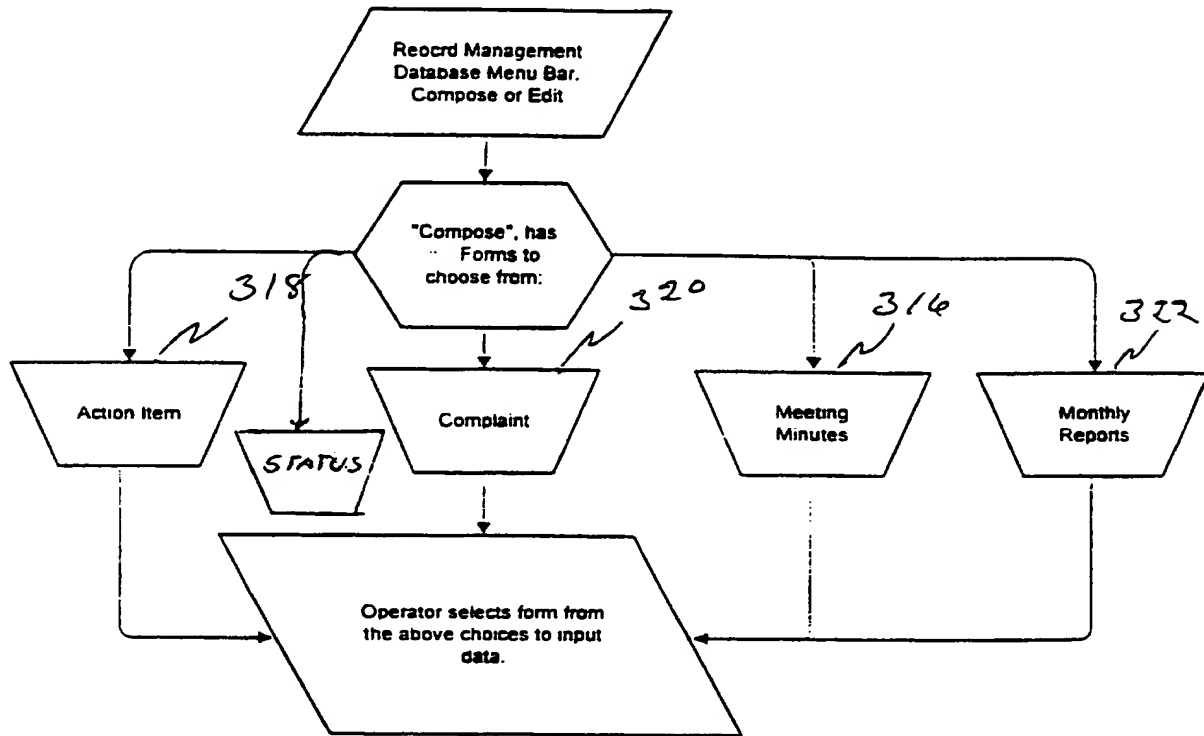 Reocrd Management
Database Menu Bar.
Compose or Edit
"Compose", has
Forms to
choose from:
318
320
316
322
Action Item
STATUS
Complaint
Meeting
Minutes
Monthly
Reports
Operator selects form from
the above choices to input
data.